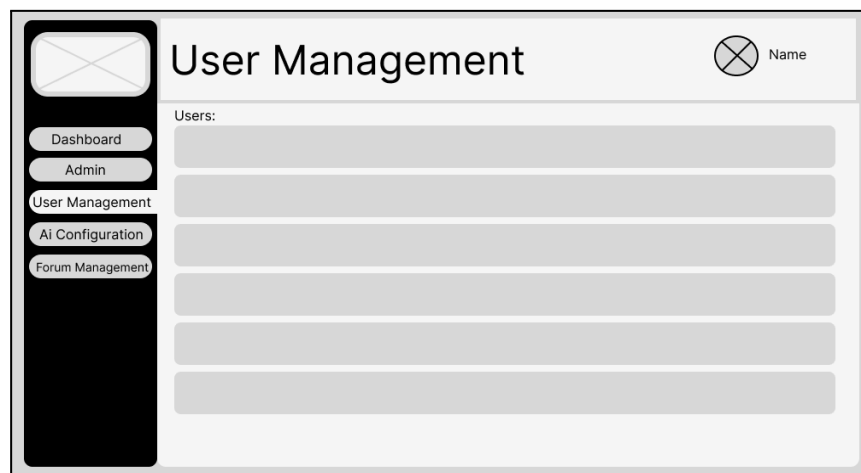 User Management
Name
Dashboard
Admin
User Management
Ai Configuration
Forum Management
Users: